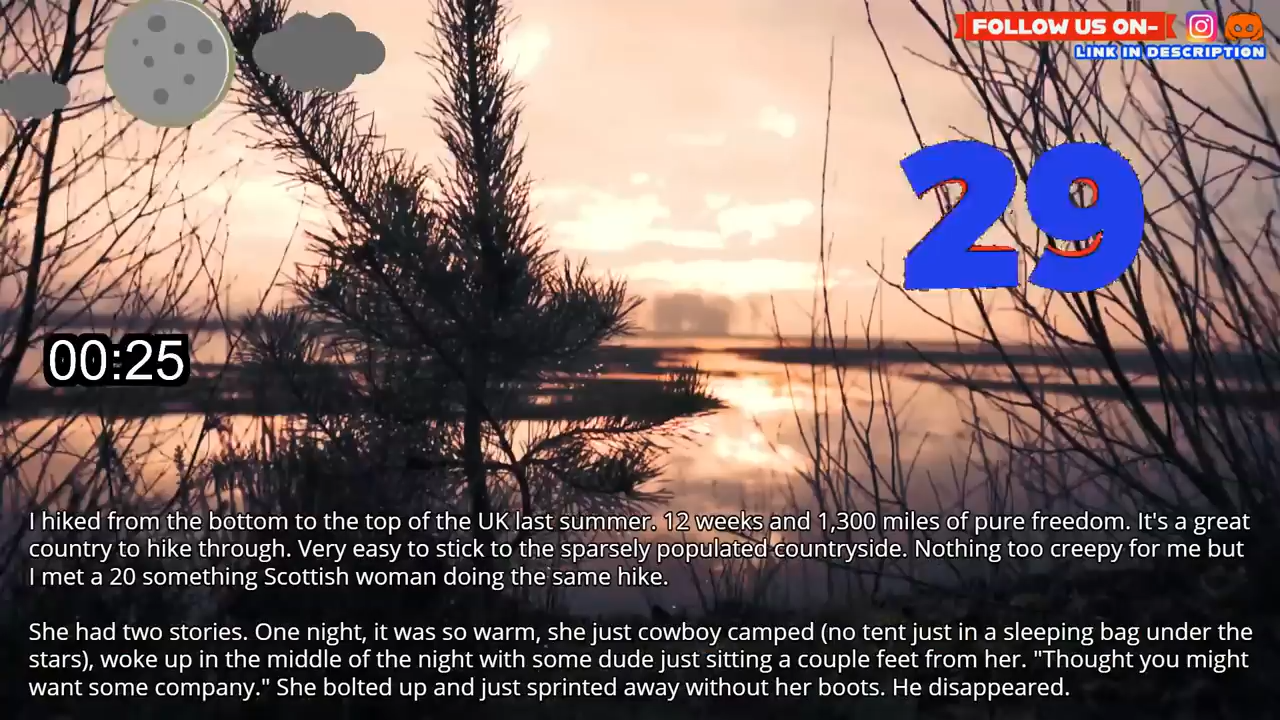 FOLLOW US ON-
LINK IN DESCRIPTION
29
00:25
I hiked from the bottom to the top of the UK last summer. 12 weeks and 1,300 miles of pure freedom. It's a great
country to hike through. Very easy to stick to the sparsely populated countryside. Nothing too creepy for me but
I met a 20 something Scottish woman doing the same hike.
She had two stories. One night, it was so warm, she just cowboy camped (no tent just in a sleeping bag under the
stars), woke up in the middle of the night with some dude just sitting a couple feet from her. "Thought you might
want some company." She bolted up and just sprinted away without her boots. He disappeared.